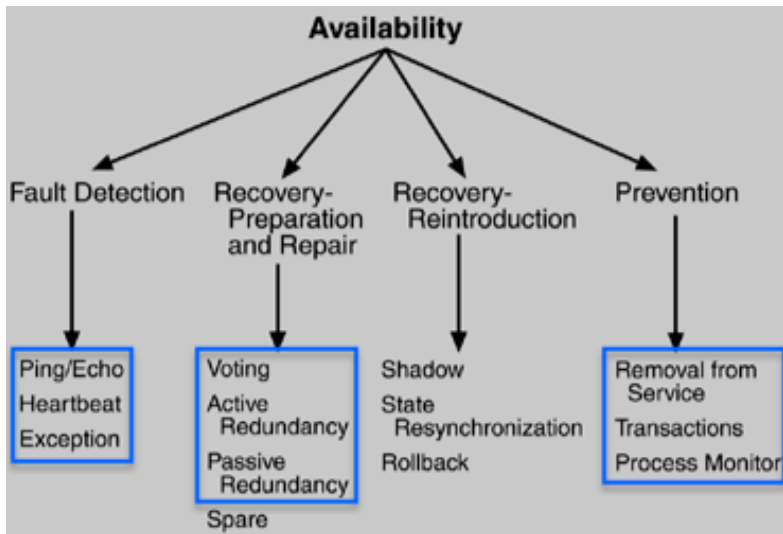 Availability
Fault Detection
Recovery-
Preparation
and Repair
Recovery-
Reintroduction
Prevention
Ping/Echo
Heartbeat
Exception
Voting
Active
Redundancy
Passive
Redundancy
Spare
Shadow
State
Resynchronization
Rollback
Removal from
Service
Transactions
Process Monitor